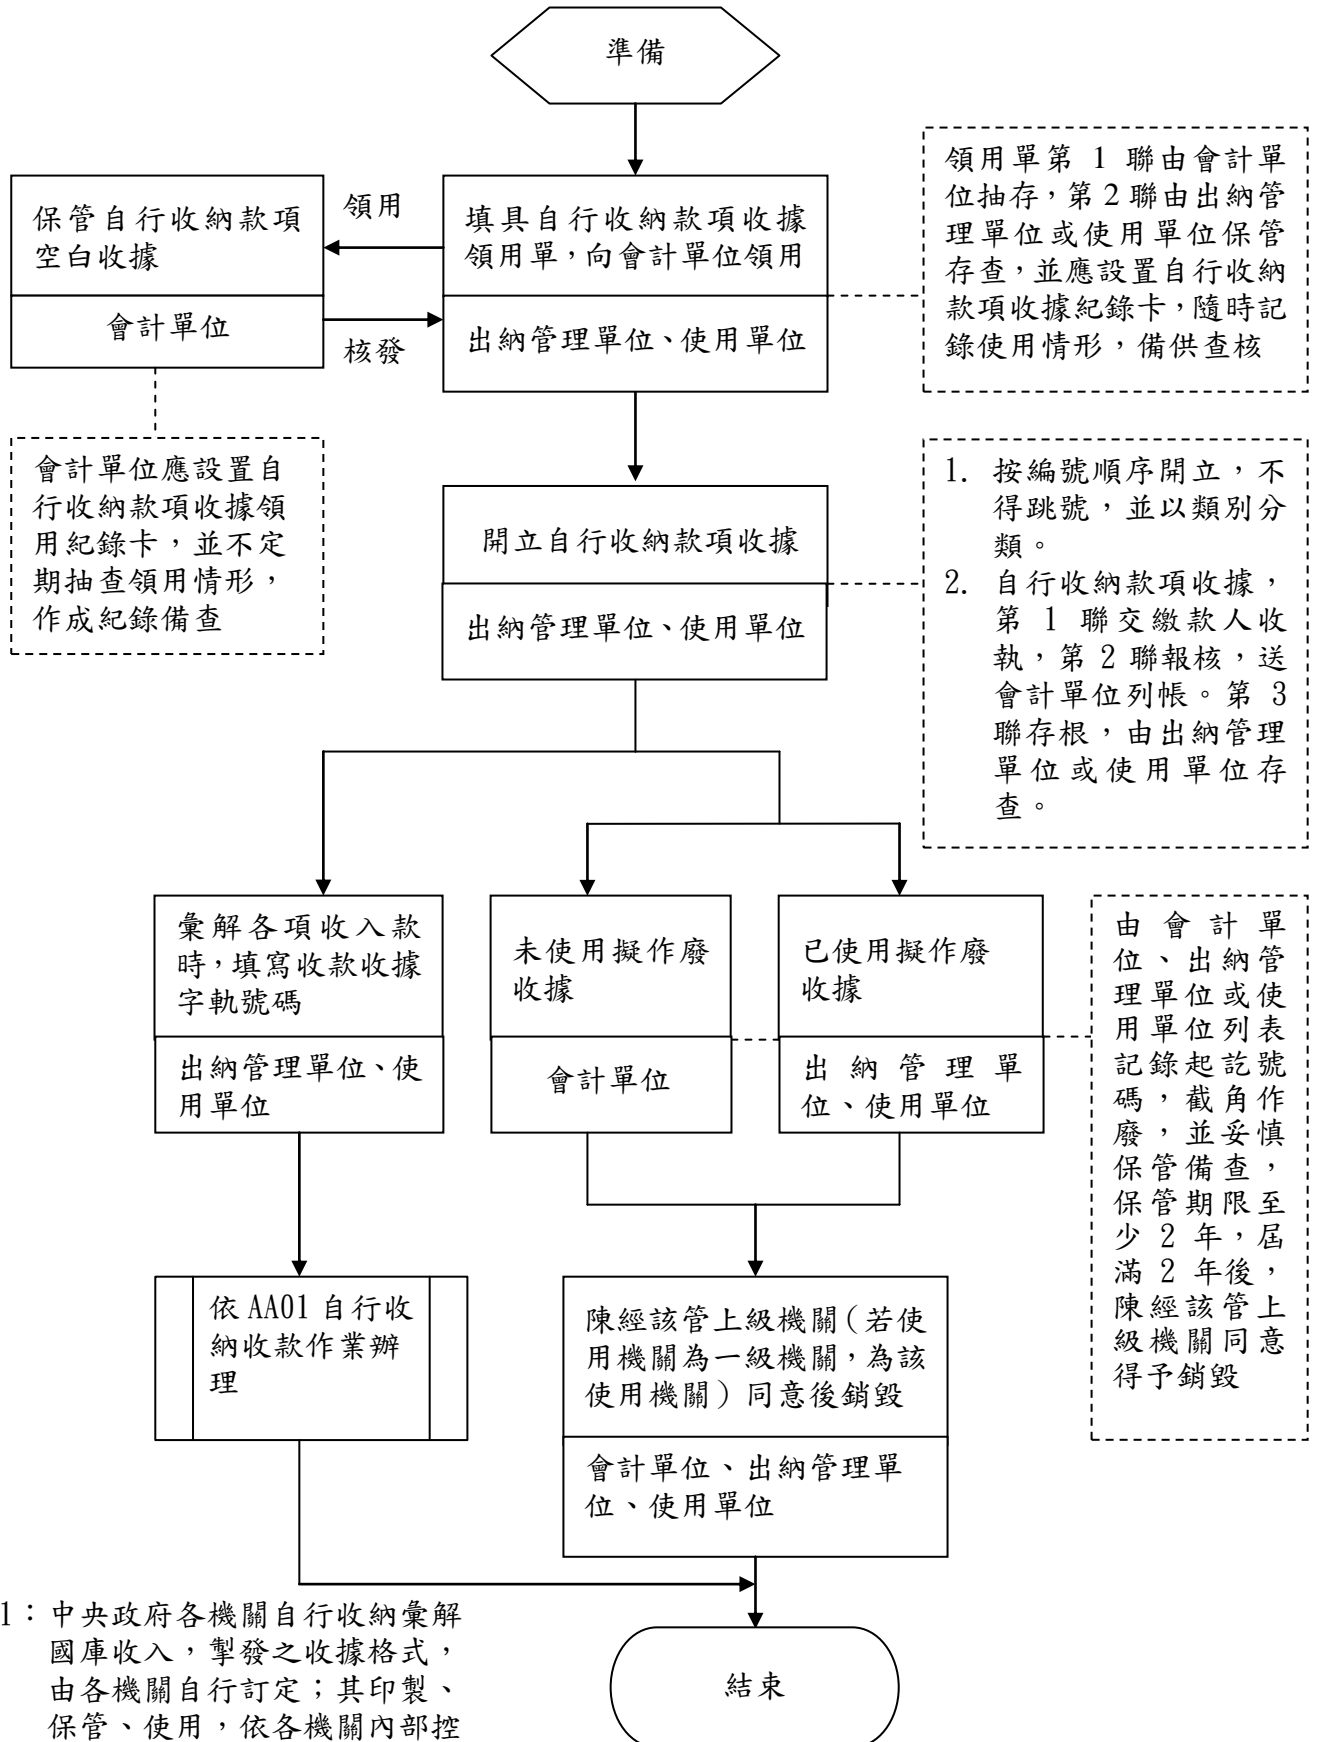 準備
領用單第 1 聯由會計單
位抽存，第 2 聯由出納管
理單位或使用單位保管
存查，並應設置自行收納
款項收據紀錄卡，隨時記
錄使用情形，備供查核
保管自行收納款項
空白收據
會計單位
領用
核發
填具自行收納款項收據
領用單，向會計單位領用
出納管理單位、使用單位
會計單位應設置自
行收納款項收據領
用紀錄卡，並不定
期抽查領用情形，
作成紀錄備查
開立自行收納款項收據
出納管理單位、使用單位
1. 按編號順序開立，不
得跳號，並以類別分
類。
2. 自行收納款項收據，
第 1 聯交繳款人收
執，第 2 聯報核，送
會計單位列帳。第 3
聯存根，由出納管理
單位或使用單位存
查。
彙解各項收入款
時，填寫收款收據
字軌號碼
出納管理單位、使
用單位
未使用擬作廢
收據
會計單位
已使用擬作廢
收據
出納管理單
位、使用單位
由會計單
位、出納管
理單位或使
用單位列表
記錄起訖號
碼，截角作
廢，並妥慎
保管備查，
保管期限至
少 2 年，屆
滿 2 年後，
陳經該管上
級機關同意
得予銷毀
依 AA01 自行收
納收款作業辦
理
陳經該管上級機關（若使
用機關為一級機關，為該
使用機關）同意後銷毀
會計單位、出納管理單
位、使用單位
1：中央政府各機關自行收納彙解
國庫收入，掣發之收據格式，
由各機關自行訂定；其印製、
保管、使用，依各機關內部控
結束